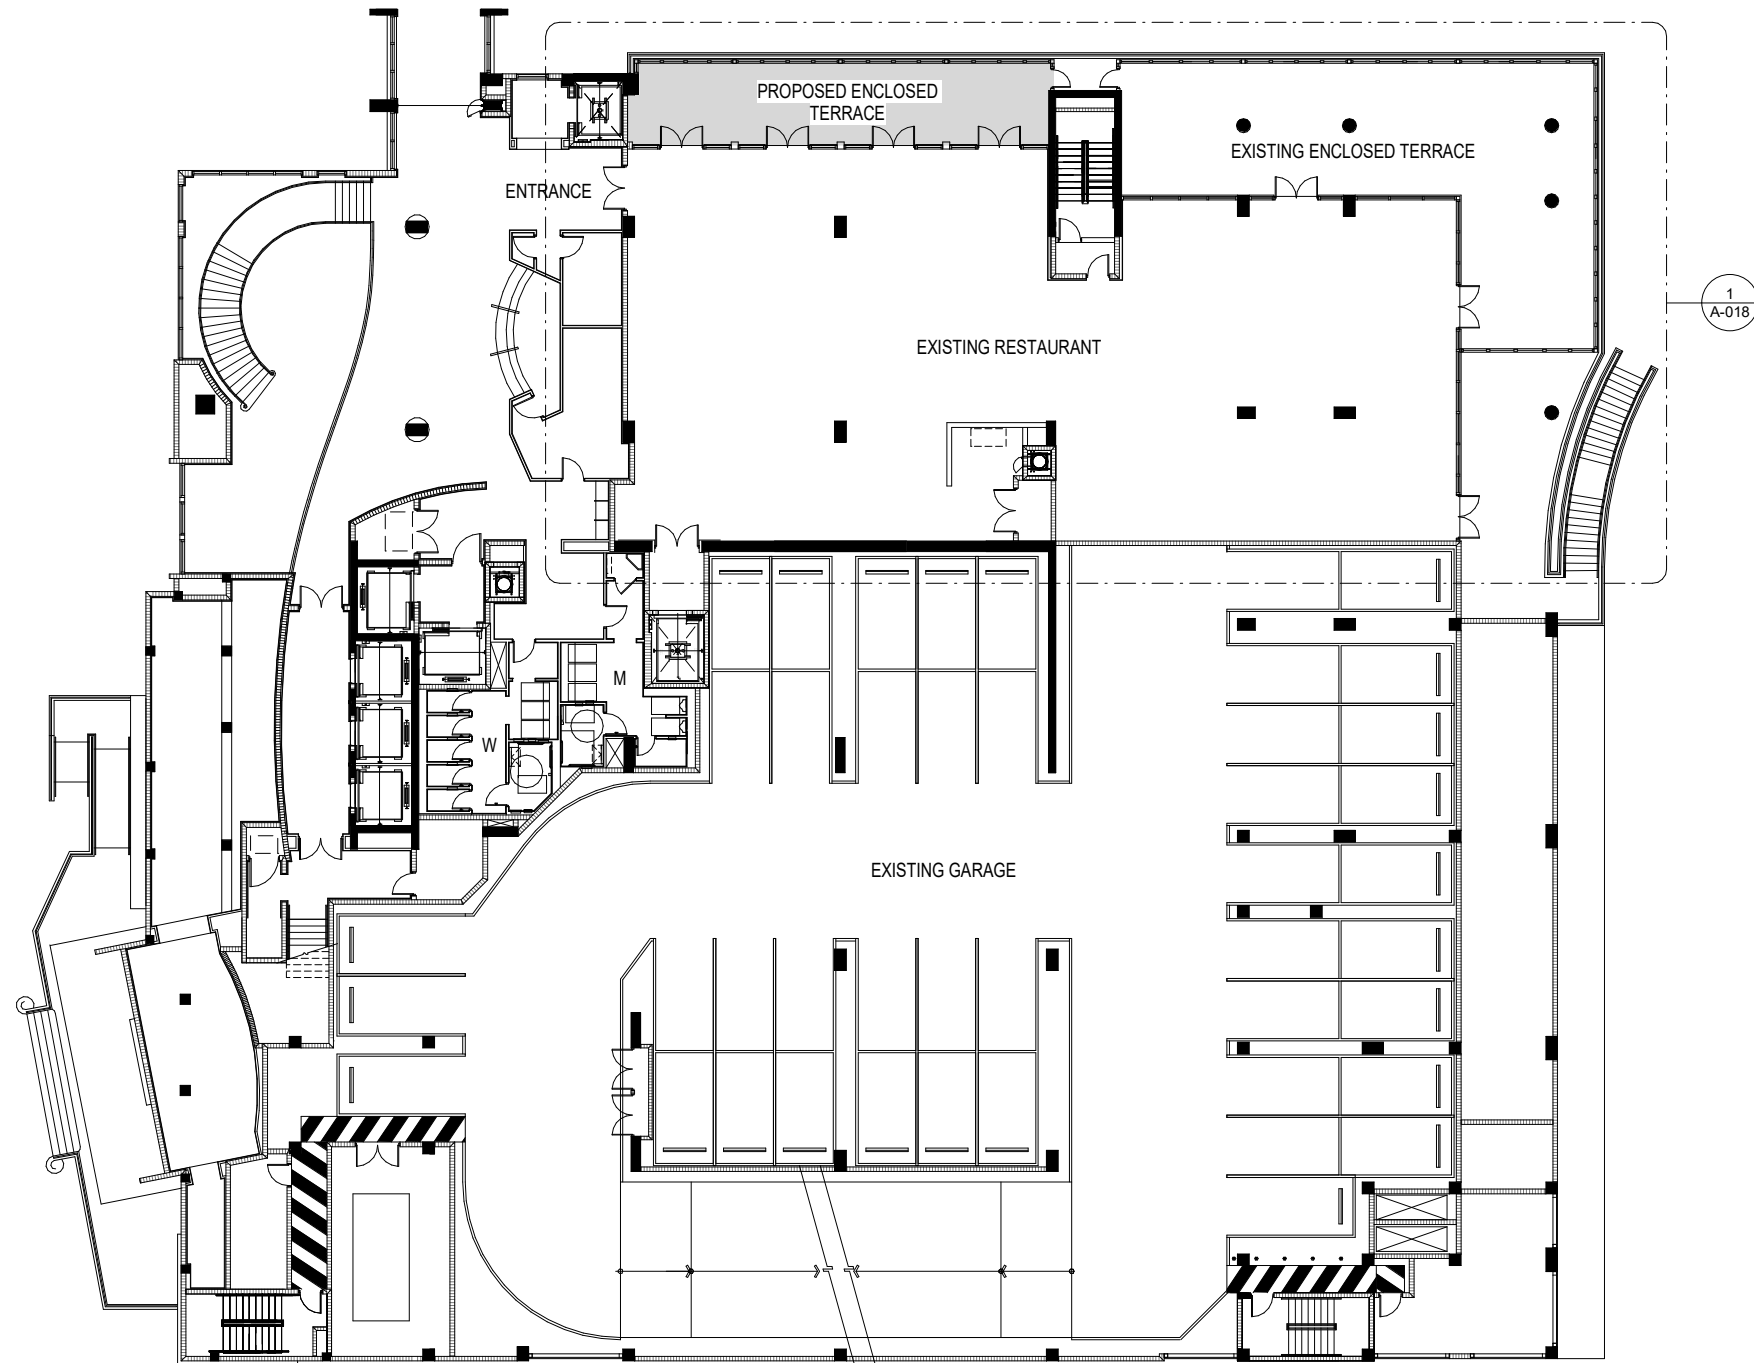 PROPOSED ENCLOSED
TERRACE
EXISTING ENCLOSED TERRACE
ENTRANCE
1
A-018
EXISTING RESTAURANT
M
W
EXISTING GARAGE